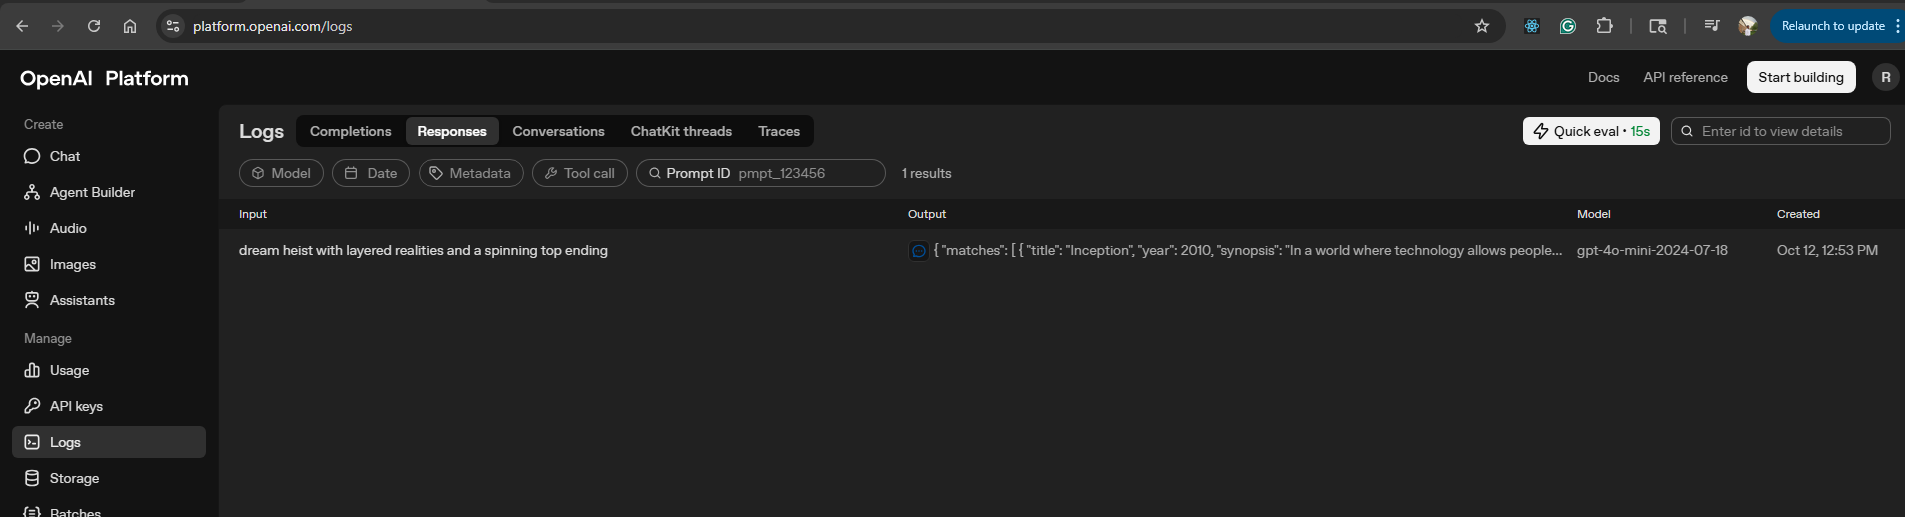 platform.openai.com/logs
Relaunch to update
OpenAI Platform
Docs
API reference
Start building
R
Create
Chat
Agent Builder
Audio
Images
Assistants
Manage
Usage
API keys
Logs
Storage
Batches
Logs
Completions
Responses
Conversations
ChatKit threads
Traces
Quick eval • 15s
Enter id to view details
Model
Date
Metadata
Tool call
Prompt ID pmpt_123456
1 results
Input
Output
Model
Created
dream heist with layered realities and a spinning top ending
{ "matches": [ { "title": "Inception", "year": 2010, "synopsis": "In a world where technology allows people...
gpt-4o-mini-2024-07-18
Oct 12, 12:53 PM